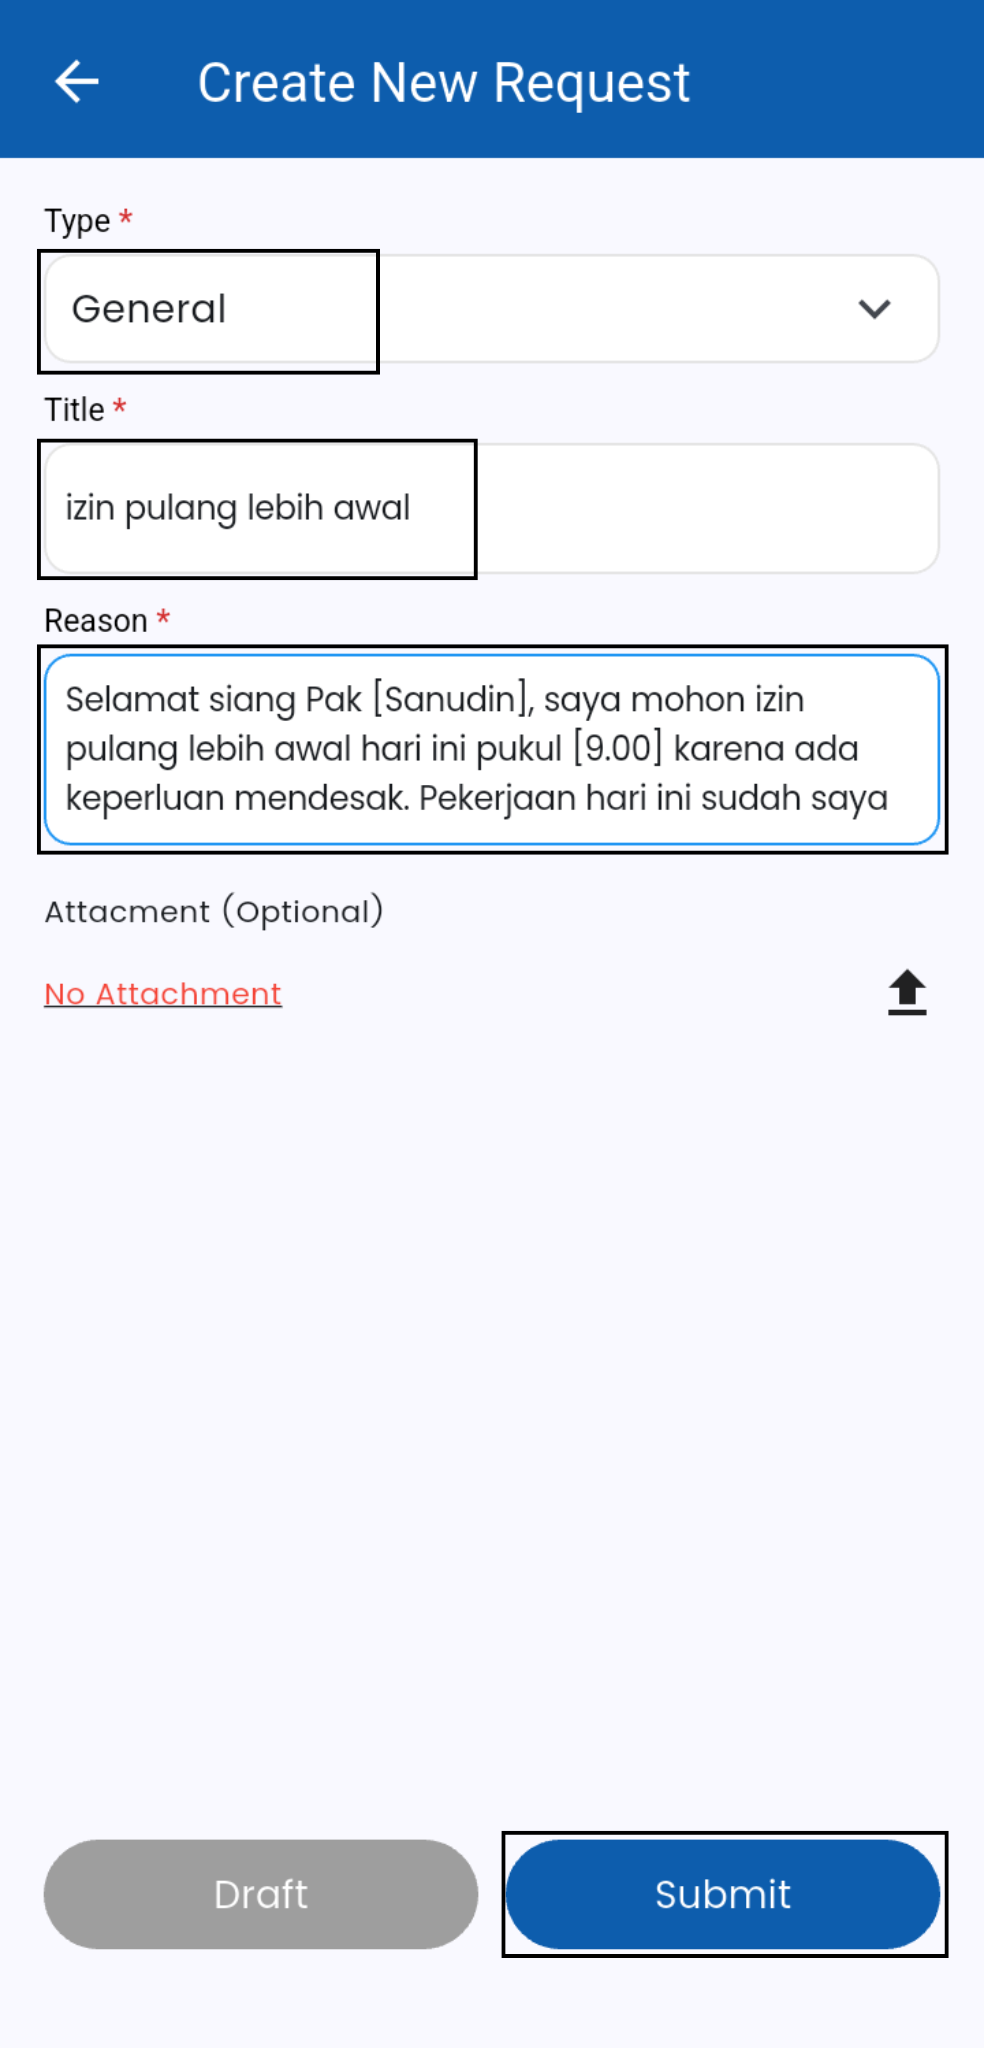 Create New Request
Type *
General
Title *
izin pulang lebih awal
Reason *
Selamat siang Pak [Sanudin], saya mohon izin
pulang lebih awal hari ini pukul [9.00] karena ada
keperluan mendesak. Pekerjaan hari ini sudah saya
Attacment (Optional)
No Attachment
Draft
Submit